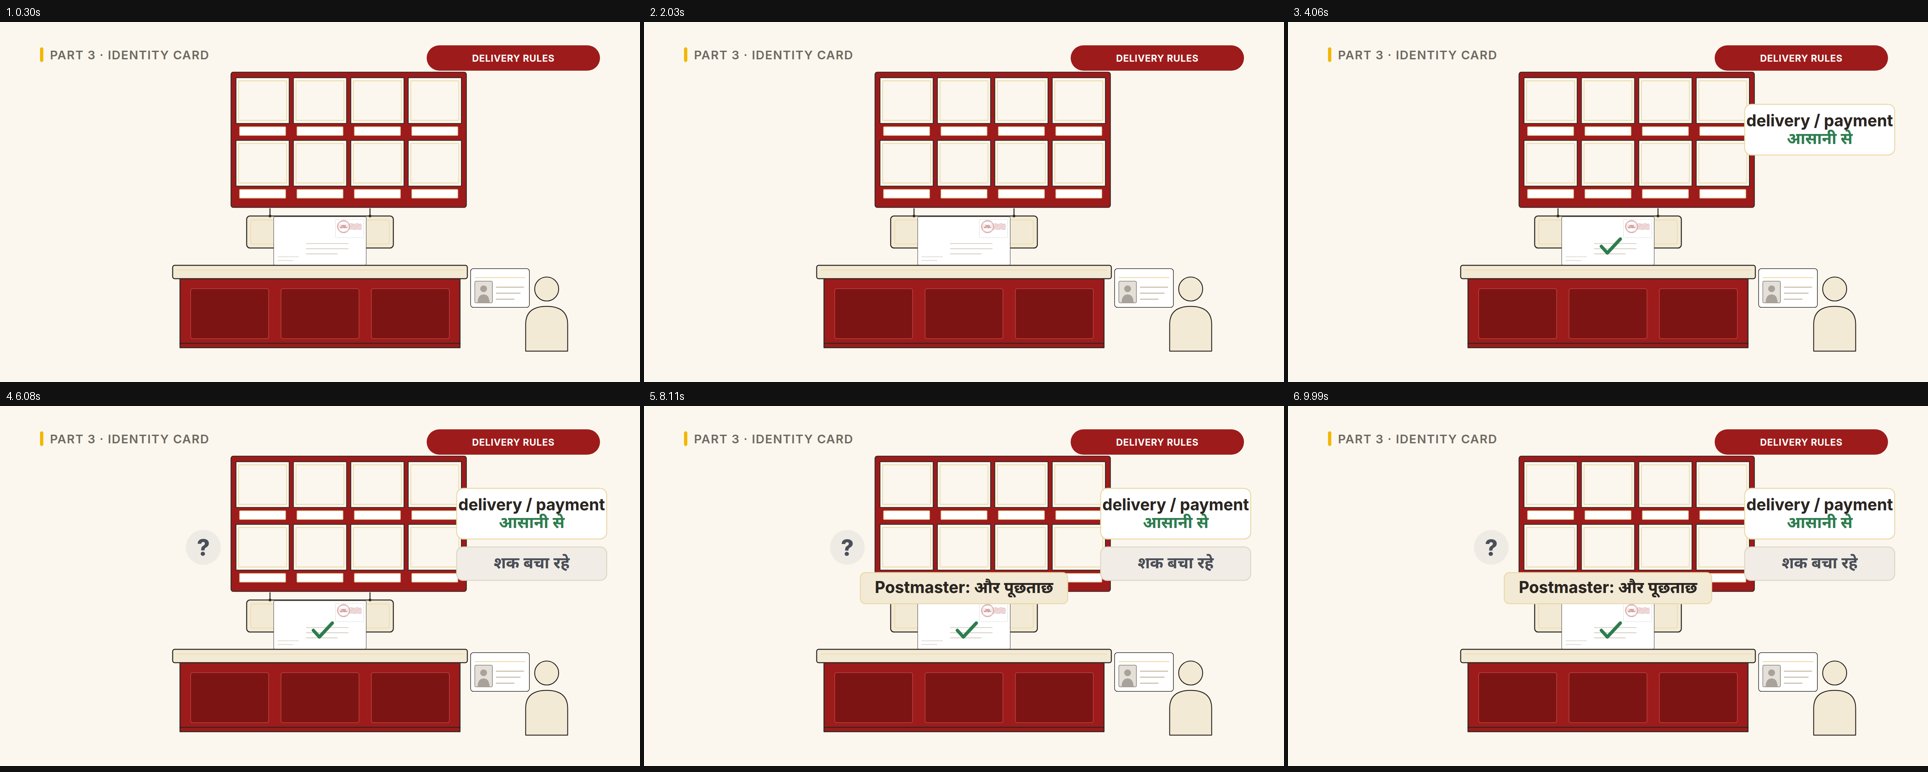 1. 0.30s
PART 3 · IDENTITY CARD
DELIVERY RULES
2. 2.03s
PART 3 · IDENTITY CARD
DELIVERY RULES
3. 4.06s
PART 3 · IDENTITY CARD
DELIVERY RULES
delivery / payment
आसानी से
4. 6.08s
PART 3 · IDENTITY CARD
DELIVERY RULES
delivery / payment
आसानी से
?
शक बचा रहे
5. 8.11s
PART 3 · IDENTITY CARD
DELIVERY RULES
delivery / payment
आसानी से
?
शक बचा रहे
Postmaster: और पूछताछ
6. 9.99s
PART 3 · IDENTITY CARD
DELIVERY RULES
delivery / payment
आसानी से
?
शक बचा रहे
Postmaster: और पूछताछ